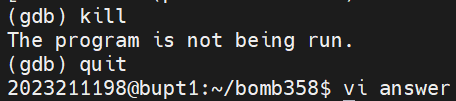 (gdb) kill
The program is not being run.
(gdb) quit
2023211198@bupt1:~/bomb358$ vi answer